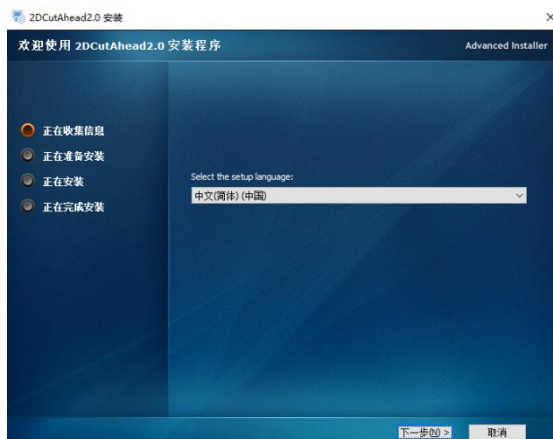 2DCutAhead2.0 安装
欢迎使用 2DCutAhead2.0 安装程序
Advanced Installer
正在收集信息
正在准备安装
正在安装
正在完成安装
Select the setup language:
中文(简体) (中国)
下一步(N) >
取消